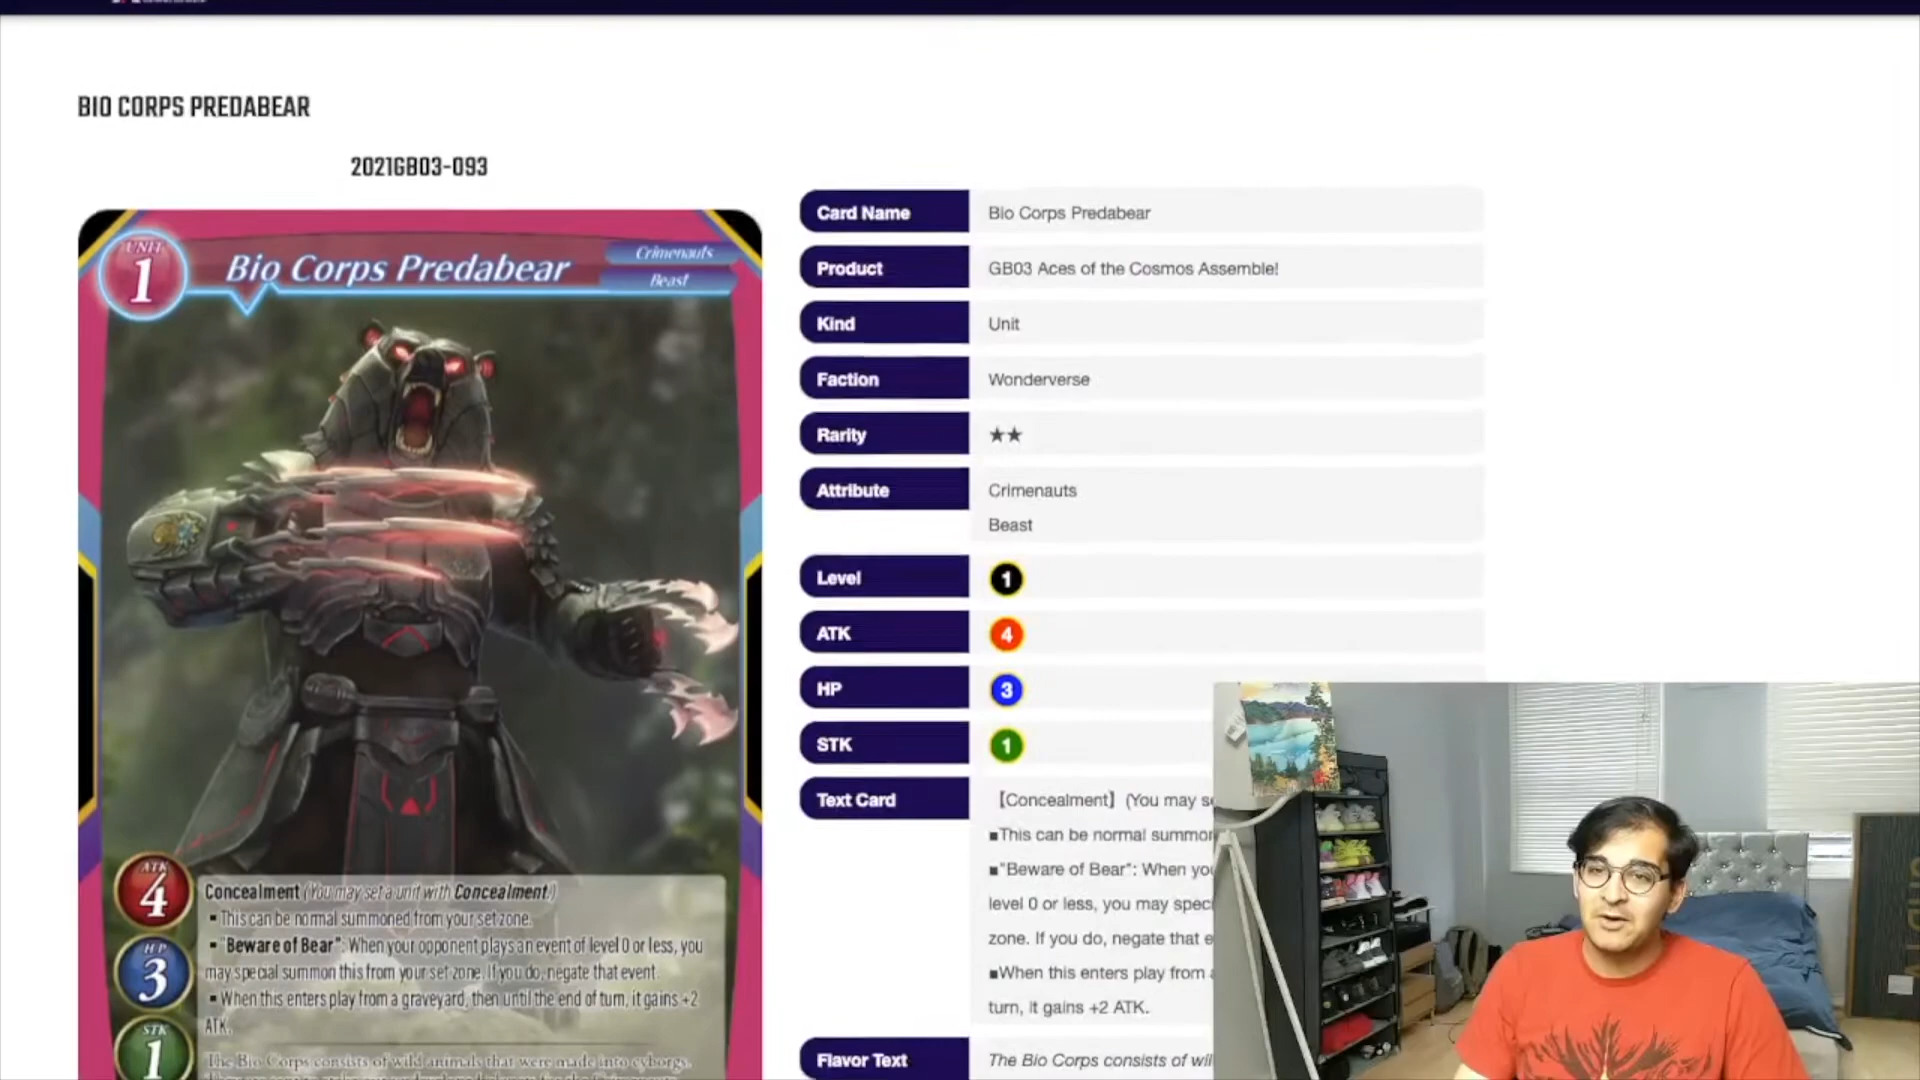 BIO CORPS PREDABEAR
2021GB03-093
UNIT
1
Bio Corps Predabear
Crimenauts
Beast
ATK
4
HP
3
STK
1
Concealment (You may set a unit with Concealment.)
▪ This can be normal summoned from your set zone.
▪ "Beware of Bear": When your opponent plays an event of level 0 or less, you
may special summon this from your set zone. If you do, negate that event.
▪ When this enters play from a graveyard, then until the end of turn, it gains +2
ATK.
The Bio Corps consists of wild animals that were made into cyborgs.
Card Name Bio Corps Predabear
Product GB03 Aces of the Cosmos Assemble!
Kind Unit
Faction Wonderverse
Rarity ★★
Attribute Crimenauts
Beast
Level 1
ATK 4
HP 3
STK 1
Text Card 【Concealment】 (You may se
■This can be normal summon
■"Beware of Bear": When you
level 0 or less, you may speci
zone. If you do, negate that e
■When this enters play from a
turn, it gains +2 ATK.
Flavor Text The Bio Corps consists of wil